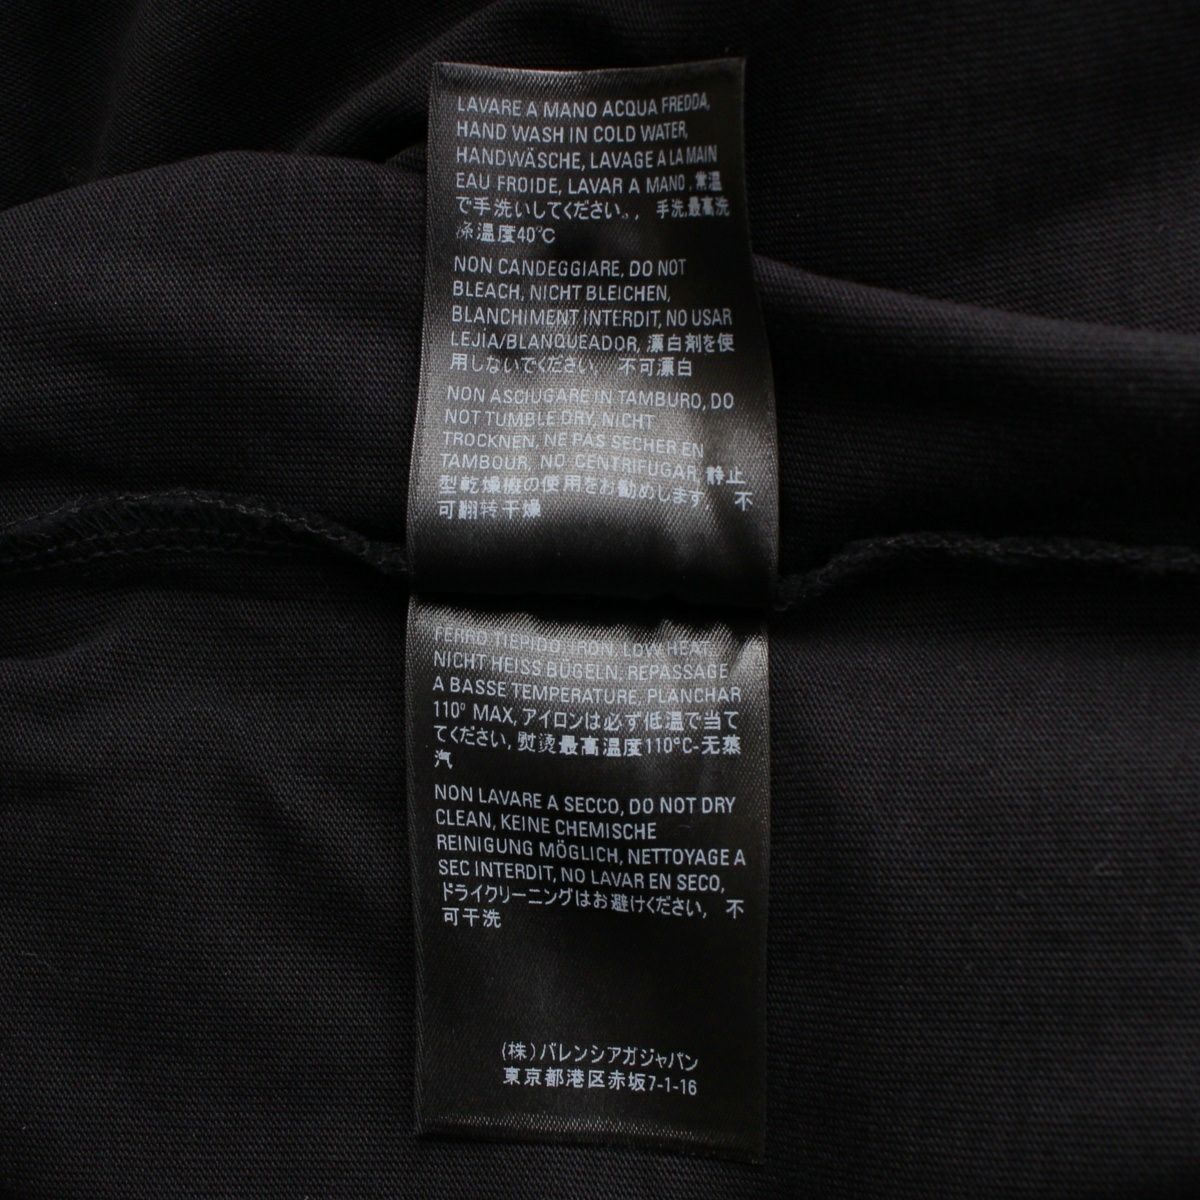 LAVARE A MANO ACQUA FREDDA,
HAND WASH IN COLD WATER,
HANDWÄSCHE, LAVAGE A LA MAIN
EAU FROIDE, LAVAR A MANO, 常温
で手洗いしてください。, 手洗,最高洗
涤温度40°C
NON CANDEGGIARE, DO NOT
BLEACH, NICHT BLEICHEN,
BLANCHIMENT INTERDIT, NO USAR
LEJIA/BLANQUEADOR, 漂白剤を使
用しないでください, 不可漂白
NON ASCIUGARE IN TAMBURO, DO
NOT TUMBLE DRY, NICHT
TROCKNEN, NE PAS SECHER EN
TAMBOUR, NO CENTRIFUGAR, 静止
型乾燥機の使用をお勧めします, 不
可翻转干燥
FERRO TIEPIDO, IRON, LOW HEAT,
NICHT HEISS BÜGELN, REPASSAGE
A BASSE TEMPERATURE, PLANCHAR
110° MAX, アイロンは必ず低温で当て
てください, 熨烫最高温度110°C-无蒸
汽
NON LAVARE A SECCO, DO NOT DRY
CLEAN, KEINE CHEMISCHE
REINIGUNG MÖGLICH, NETTOYAGE A
SEC INTERDIT, NO LAVAR EN SECO,
ドライクリーニングはお避けください, 不
可干洗
(株)バレンシアガジャパン
東京都港区赤坂7-1-16